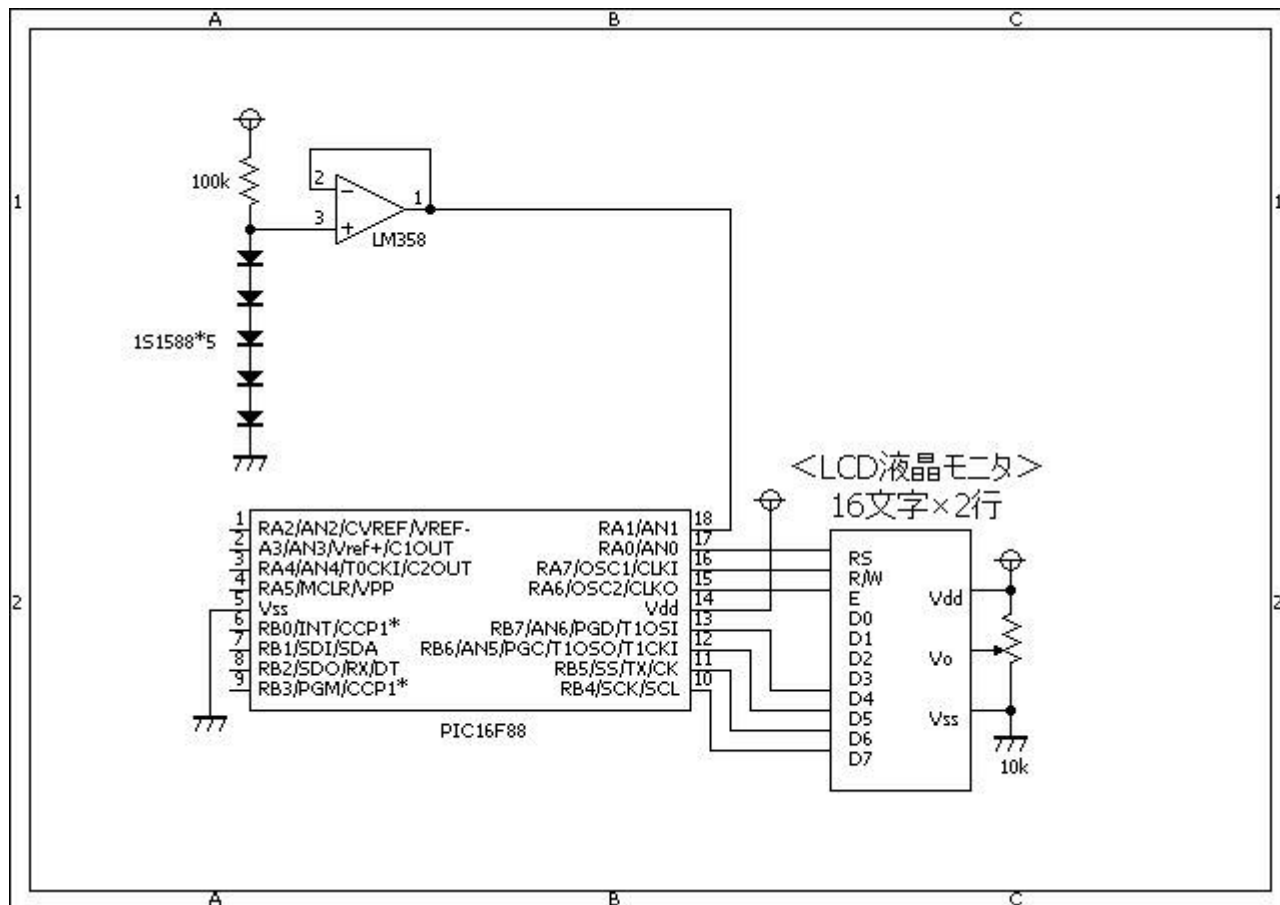 A B C
1 1
100k
2
3
1
LM358
1S1588*5
<LCD液晶モニタ>
16文字×2行
2 2
1 RA2/AN2/CVREF/VREF-
2 A3/AN3/Vref+/C1OUT
3 RA4/AN4/T0CKI/C2OUT
4 RA5/MCLR/VPP
5 Vss
6 RB0/INT/CCP1*
7 RB1/SDI/SDA
8 RB2/SDO/RX/DT
9 RB3/PGM/CCP1*
RA1/AN1 18
RA0/AN0 17
RA7/OSC1/CLKI 16
RA6/OSC2/CLKO 15
Vdd 14
RB7/AN6/PGD/T1OSI 13
RB6/AN5/PGC/T1OSO/T1CKI 12
RB5/SS/TX/CK 11
RB4/SCK/SCL 10
PIC16F88
RS
R/W
E
D0
D1
D2
D3
D4
D5
D6
D7
Vdd
Vo
Vss
10k
A B C